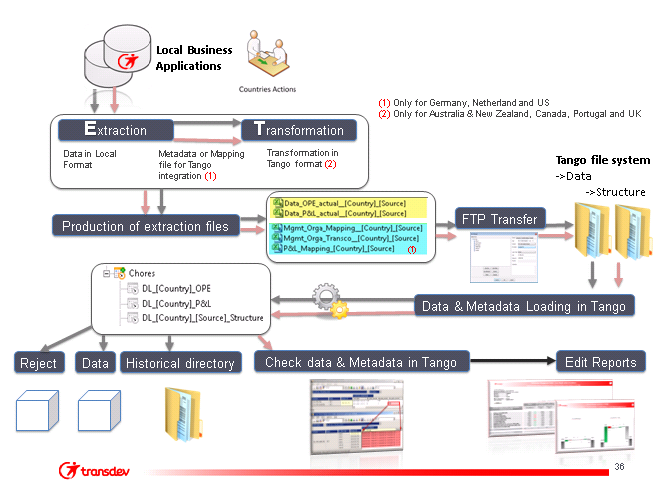 Local Business
Applications
Countries Actions
(1) Only for Germany, Netherland and US
(2) Only for Australia & New Zealand, Canada, Portugal and UK
Extraction
Transformation
Data in Local
Format
Metadata or Mapping
file for Tango
integration (1)
Transformation in
Tango format (2)
Tango file system
->Data
->Structure
Production of extraction files
Data_OPE_actual__[Country]_[Source]
Data_P&L_actual__[Country]_[Source]
Mgmt_Orga_Mapping__[Country]_[Source]
Mgmt_Orga_Transco__[Country]_[Source]
P&L_Mapping_[Country]_[Source]
(1)
FTP Transfer
Chores
DL_[Country]_OPE
DL_[Country]_P&L
DL_[Country]_[Source]_Structure
Data & Metadata Loading in Tango
Reject
Data
Historical directory
Check data & Metadata in Tango
Edit Reports
transdev
36